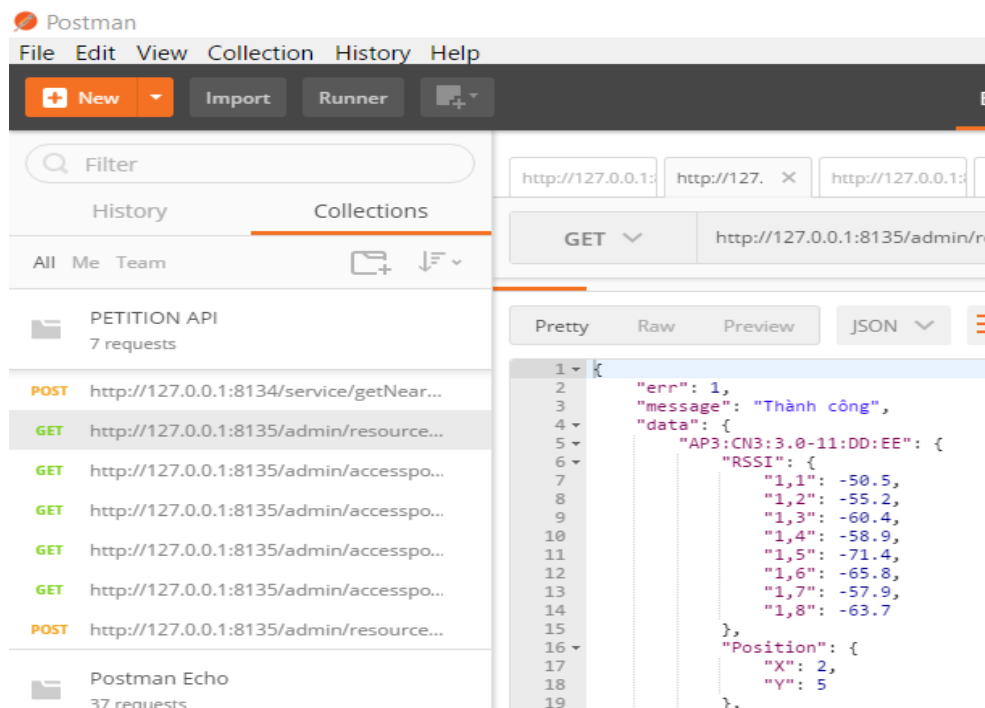 Postman
File Edit View Collection History Help
New Import Runner
Filter
History Collections
All Me Team
PETITION API
7 requests
POST http://127.0.0.1:8134/service/getNear...
GET http://127.0.0.1:8135/admin/resource...
GET http://127.0.0.1:8135/admin/accesspo...
GET http://127.0.0.1:8135/admin/accesspo...
GET http://127.0.0.1:8135/admin/accesspo...
GET http://127.0.0.1:8135/admin/accesspo...
POST http://127.0.0.1:8135/admin/resource...
Postman Echo
37 requests
http://127.0.0.1: http://127. http://127.0.0.1:
GET http://127.0.0.1:8135/admin/r
Pretty Raw Preview JSON
1 {
2 "err": 1,
3 "message": "Thành công",
4 "data": {
5 "AP3:CN3:3.0-11:DD:EE": {
6 "RSSI": {
7 "1,1": -50.5,
8 "1,2": -55.2,
9 "1,3": -60.4,
10 "1,4": -58.9,
11 "1,5": -71.4,
12 "1,6": -65.8,
13 "1,7": -57.9,
14 "1,8": -63.7
15 },
16 "Position": {
17 "X": 2,
18 "Y": 5
19 },